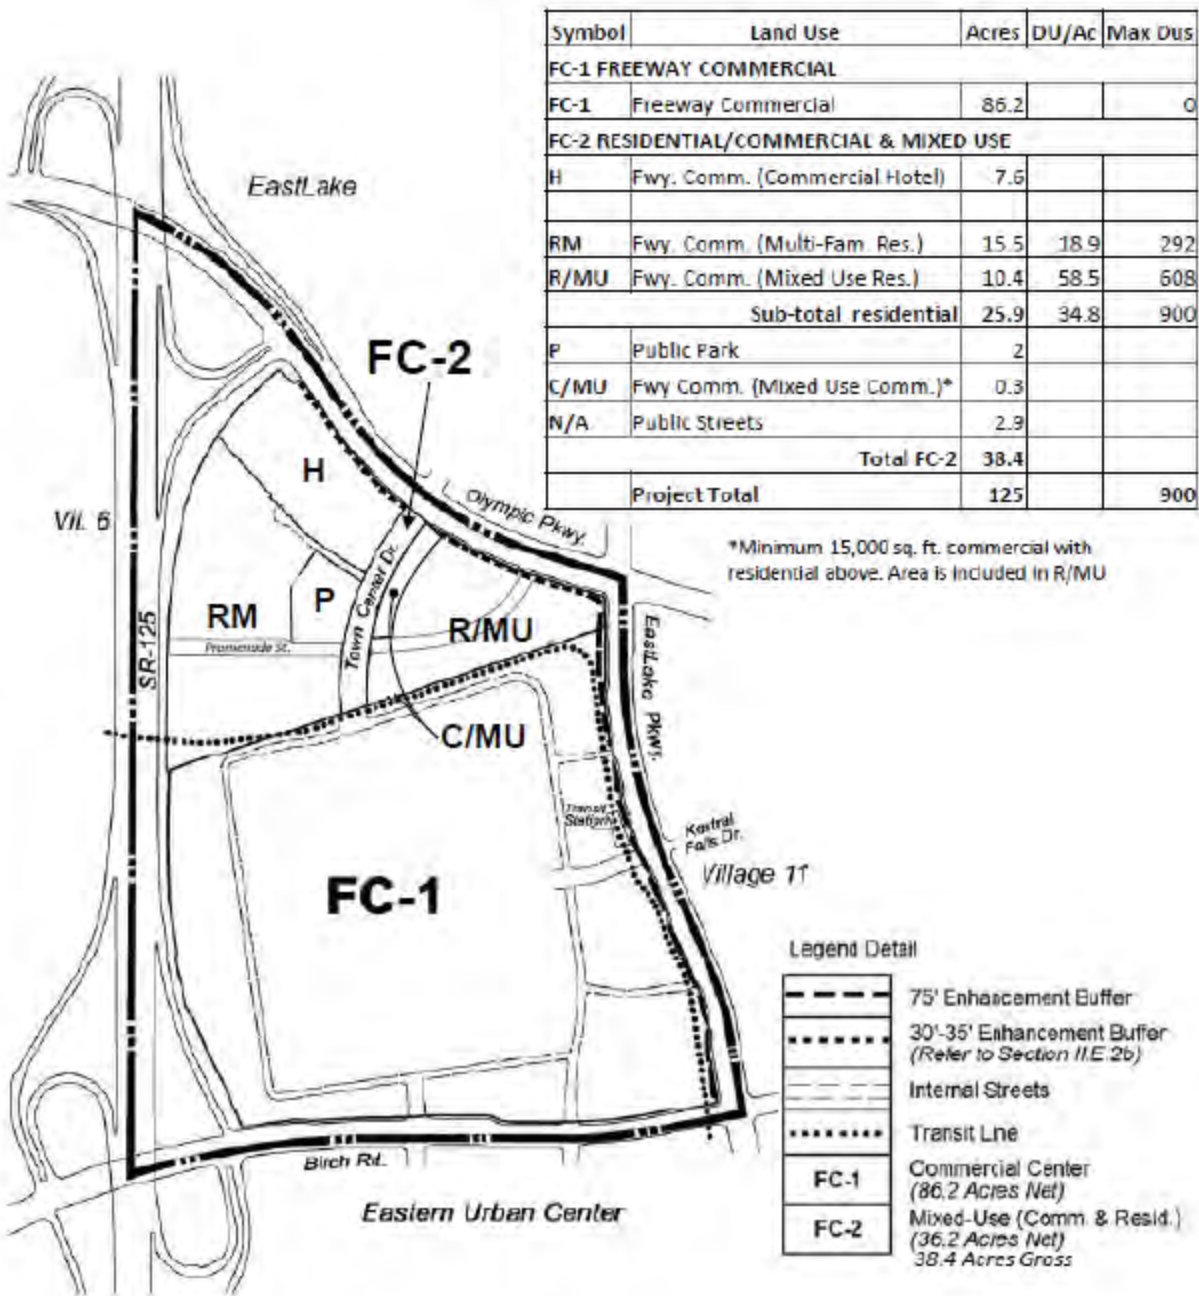 Symbol Land Use Acres DU/Ac Max Dus
FC-1 FREEWAY COMMERCIAL
FC-1 Freeway Commercial 86.2 0
FC-2 RESIDENTIAL/COMMERCIAL & MIXED USE
H Fwy. Comm. (Commercial Hotel) 7.6
RM Fwy. Comm. (Multi-Fam. Res.) 15.5 18.9 292
R/MU Fwy. Comm. (Mixed Use Res.) 10.4 58.5 608
Sub-total residential 25.9 34.8 900
P Public Park 2
C/MU Fwy Comm. (Mixed Use Comm.)* 0.3
N/A Public Streets 2.9
Total FC-2 38.4
Project Total 125 900
*Minimum 15,000 sq. ft. commercial with
residential above. Area is included in R/MU
EastLake
FC-2
H
Olympic Pkwy.
Vil. 6
SR-125
RM
P
Town Center Dr.
R/MU
Promenade St.
EastLake Pkwy.
C/MU
Transit
Station
Kestral
Falls Dr.
Village 11
FC-1
Birch Rd.
Eastern Urban Center
Legend Detail
75' Enhancement Buffer
30'-35' Enhancement Buffer
(Refer to Section II.E.2b)
Internal Streets
Transit Line
FC-1 Commercial Center
(86.2 Acres Net)
FC-2 Mixed-Use (Comm. & Resid.)
(36.2 Acres Net)
38.4 Acres Gross